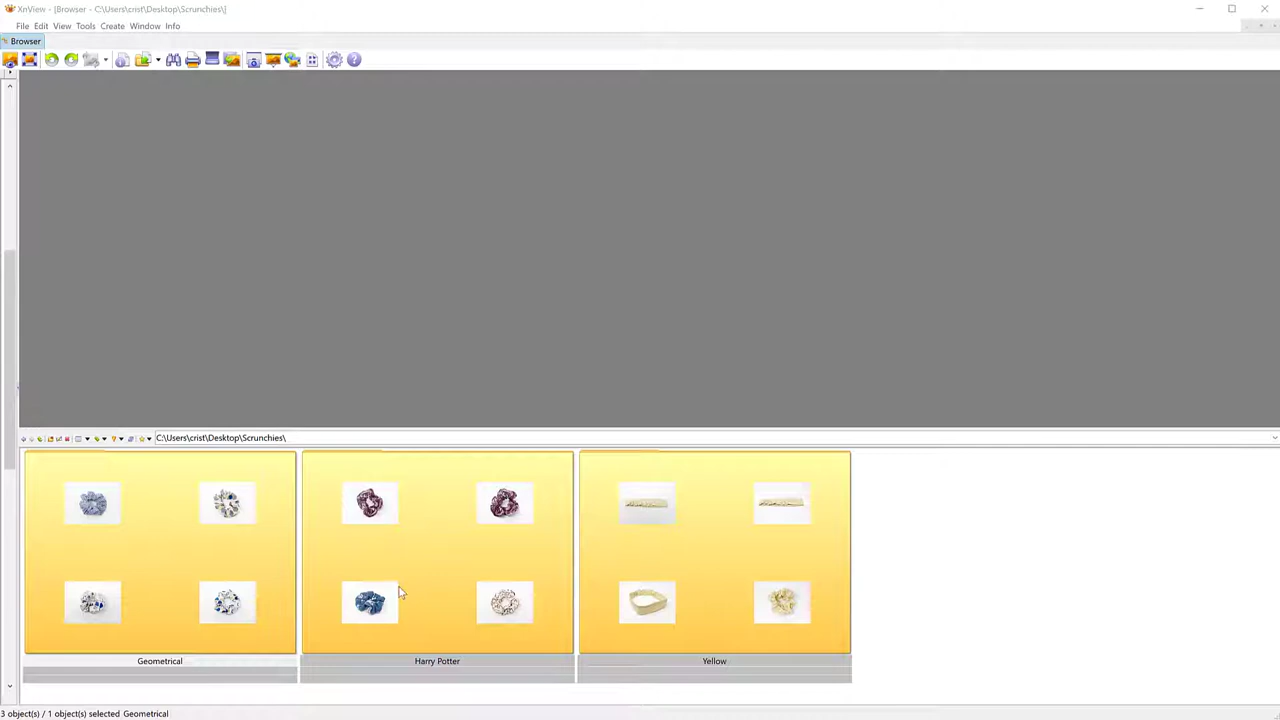 XnView - [Browser - C:\Users\crist\Desktop\Scrunchies\[
File Edit View Tools Create Window Info
Browser
C:\Users\crist\Desktop\Scrunchies\
Geometrical Harry Potter Yellow
3 object(s) / 1 object(s) selected Geometrical